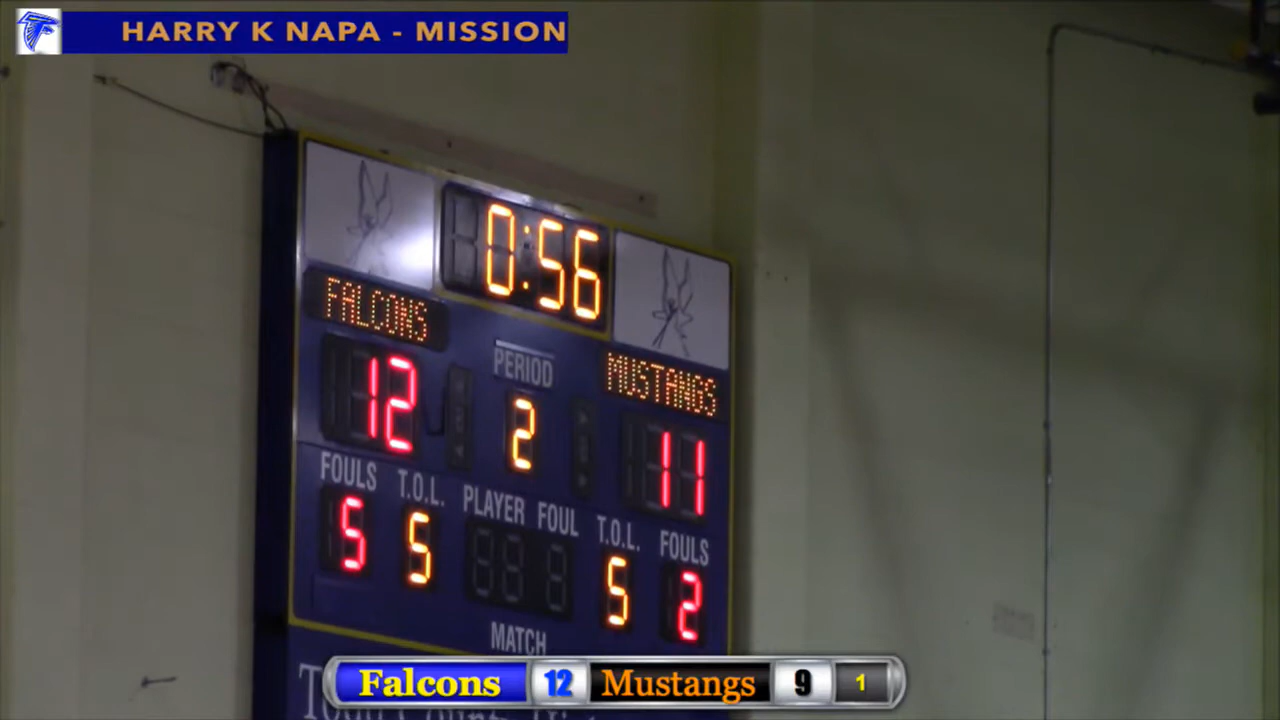 HARRY K NAPA - MISSION
0:56
FALCONS
MUSTANGS
PERIOD
12
2
11
FOULS T.O.L. PLAYER FOUL T.O.L. FOULS
5 5 5 2
MATCH
Falcons 12 Mustangs 9 1